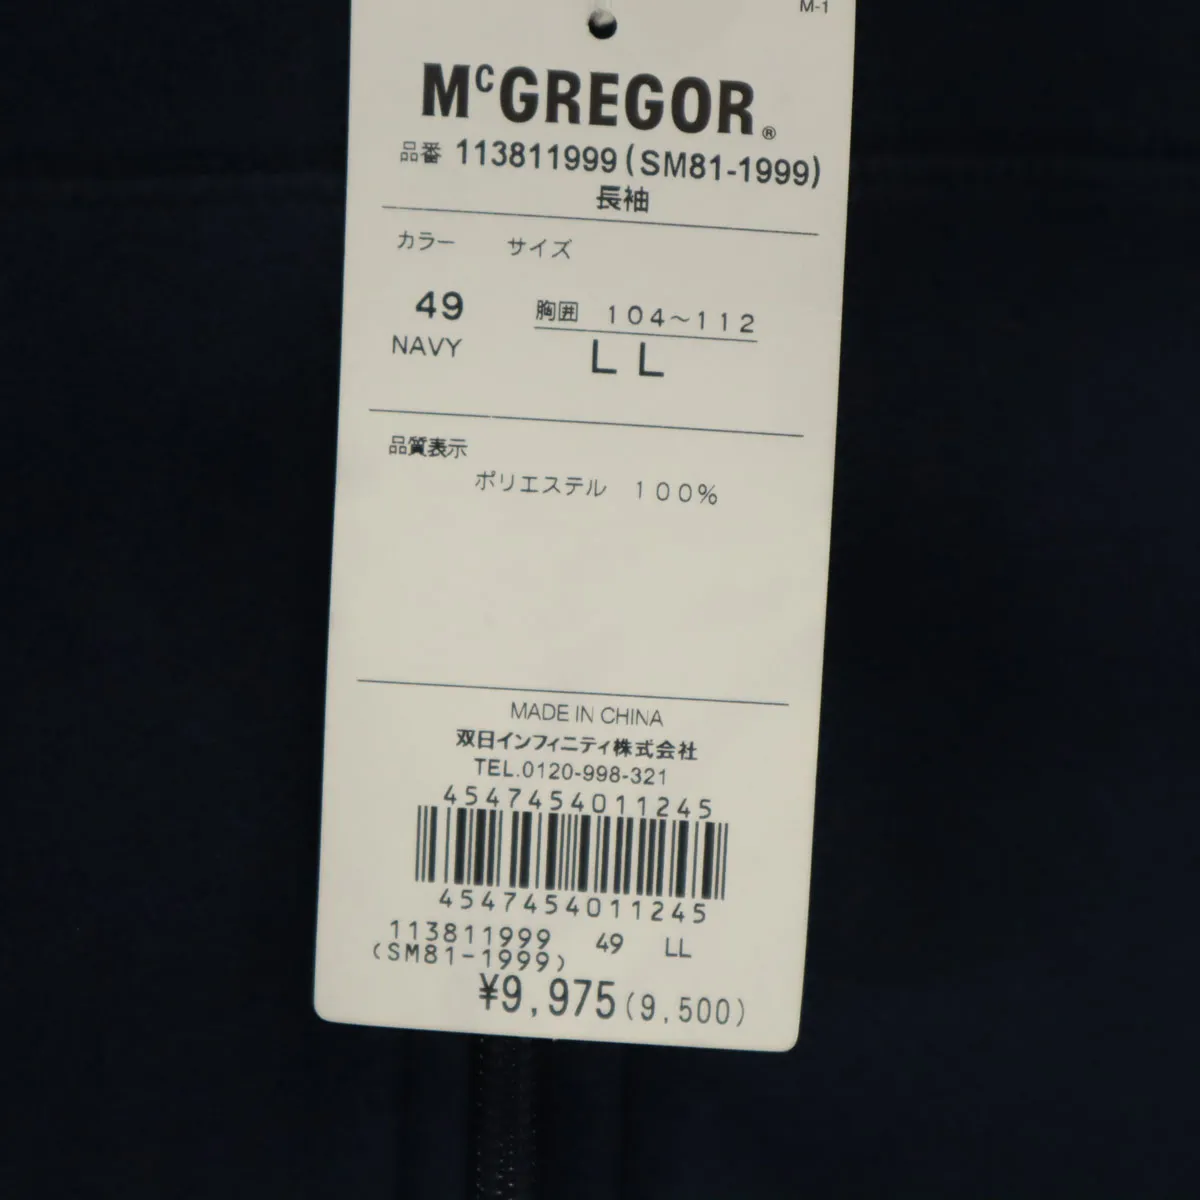 M-1
McGREGOR®
品番 113811999(SM81-1999)
長袖
カラー サイズ
49 胸囲 104~112
NAVY LL
品質表示
ポリエステル 100%
MADE IN CHINA
双日インフィニティ株式会社
TEL.0120-998-321
4547454011245
4547454011245
113811999 49 LL
(SM81-1999)
¥9,975(9,500)